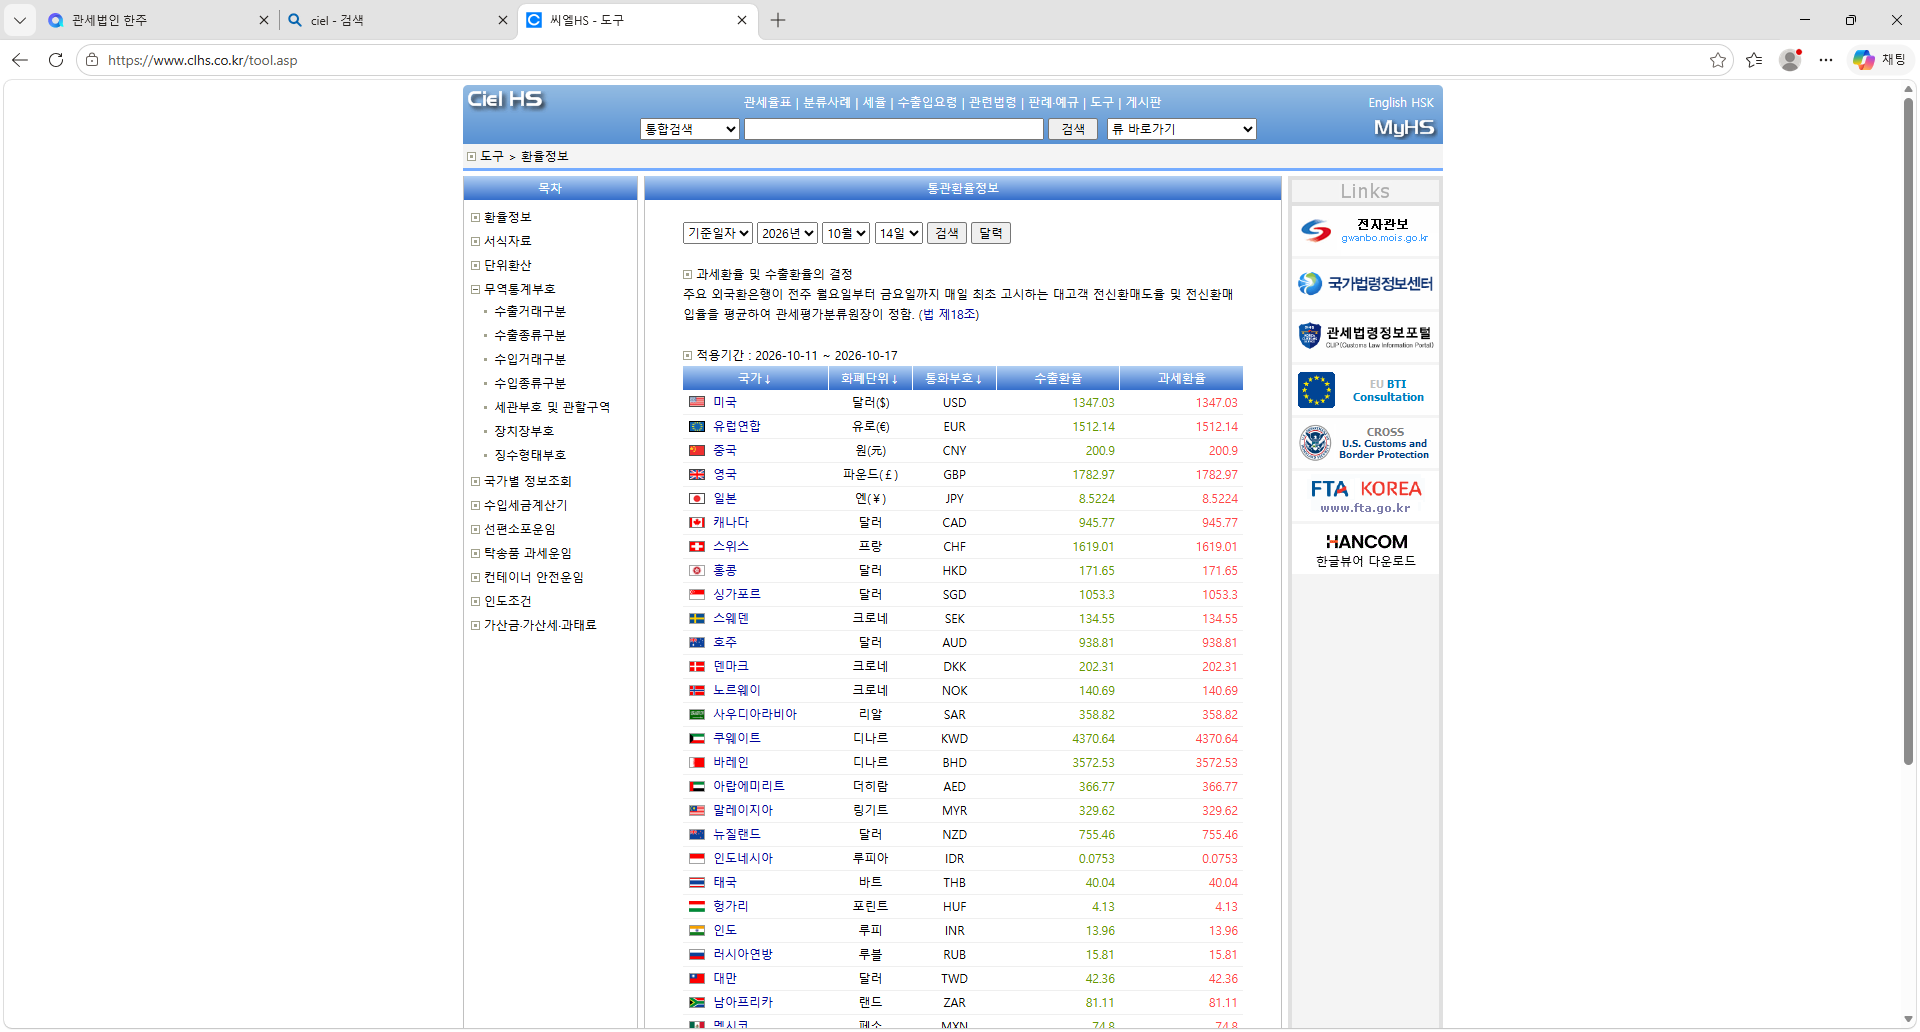 관세법인 한주
ciel - 검색
씨엘HS - 도구
https://www.clhs.co.kr/tool.asp
채팅
Ciel HS
관세율표 | 분류사례 | 세율 | 수출입요령 | 관련법령 | 판례·예규 | 도구 | 게시판
English HSK
통합검색
검색
류 바로가기
MyHS
도구 > 환율정보
목차
환율정보
서식자료
단위환산
무역통계부호
수출거래구분
수출종류구분
수입거래구분
수입종류구분
세관부호 및 관할구역
장치장부호
징수형태부호
국가별 정보조회
수입세금계산기
선편소포운임
탁송품 과세운임
컨테이너 안전운임
인도조건
가산금·가산세·과태료
통관환율정보
기준일자 2026년 10월 14일 검색 달력
과세환율 및 수출환율의 결정
주요 외국환은행이 전주 월요일부터 금요일까지 매일 최초 고시하는 대고객 전신환매도율 및 전신환매
입율을 평균하여 관세평가분류원장이 정함. (법 제18조)
적용기간 : 2026-10-11 ~ 2026-10-17
국가↓ 화폐단위↓ 통화부호↓ 수출환율 과세환율
미국 달러($) USD 1347.03 1347.03
유럽연합 유로(€) EUR 1512.14 1512.14
중국 원(元) CNY 200.9 200.9
영국 파운드(£) GBP 1782.97 1782.97
일본 엔(¥) JPY 8.5224 8.5224
캐나다 달러 CAD 945.77 945.77
스위스 프랑 CHF 1619.01 1619.01
홍콩 달러 HKD 171.65 171.65
싱가포르 달러 SGD 1053.3 1053.3
스웨덴 크로네 SEK 134.55 134.55
호주 달러 AUD 938.81 938.81
덴마크 크로네 DKK 202.31 202.31
노르웨이 크로네 NOK 140.69 140.69
사우디아라비아 리알 SAR 358.82 358.82
쿠웨이트 디나르 KWD 4370.64 4370.64
바레인 디나르 BHD 3572.53 3572.53
아랍에미리트 더히람 AED 366.77 366.77
말레이지아 링기트 MYR 329.62 329.62
뉴질랜드 달러 NZD 755.46 755.46
인도네시아 루피아 IDR 0.0753 0.0753
태국 바트 THB 40.04 40.04
헝가리 포린트 HUF 4.13 4.13
인도 루피 INR 13.96 13.96
러시아연방 루블 RUB 15.81 15.81
대만 달러 TWD 42.36 42.36
남아프리카 랜드 ZAR 81.11 81.11
멕시코 페소 MXN 74.8 74.8
Links
전자관보
gwanbo.mois.go.kr
국가법령정보센터
관세법령정보포털
CLIP(Customs Law Information Portal)
EU BTI
Consultation
CROSS
U.S. Customs and
Border Protection
FTA KOREA
www.fta.go.kr
HANCOM
한글뷰어 다운로드